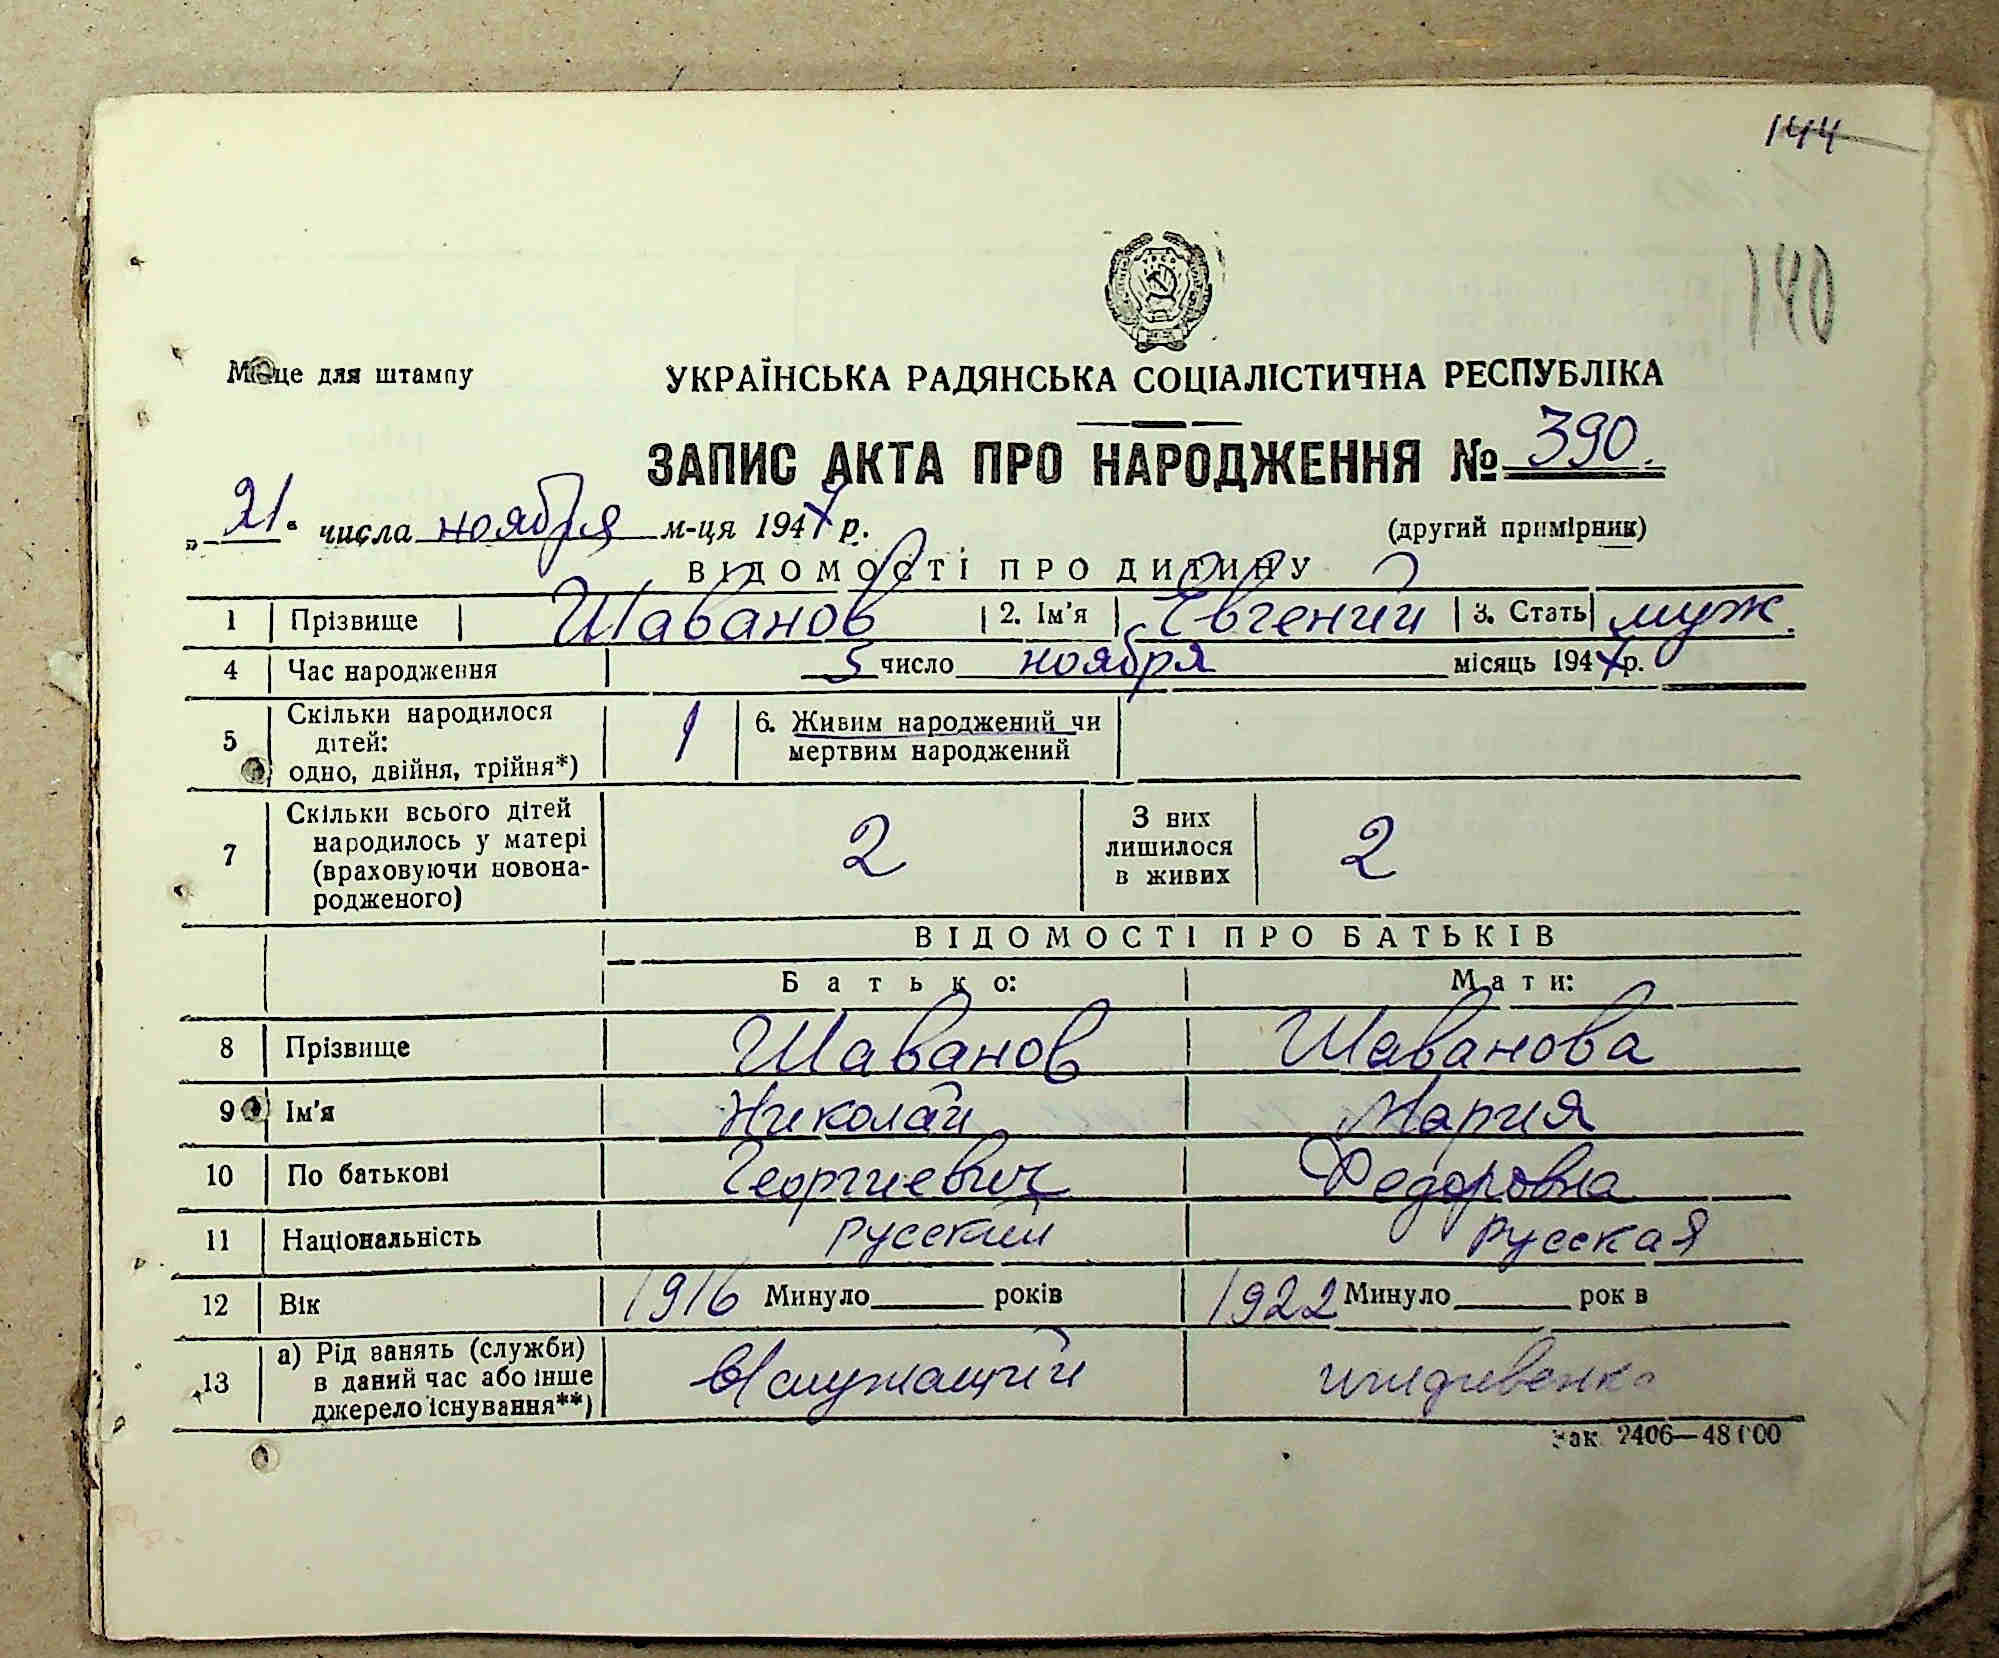 144
140
Місце для штампу
УКРАЇНСЬКА РАДЯНСЬКА СОЦІАЛІСТИЧНА РЕСПУБЛІКА
ЗАПИС АКТА ПРО НАРОДЖЕННЯ № 390.
„21“ числа ноября м-ця 1947 р.
(другий примірник)
ВІДОМОСТІ ПРО ДИТИНУ
1 Прізвище Шаванов 2. Ім'я Евгений 3. Стать муж.
4 Час народження 5 число ноября місяць 1947 р.
5 Скільки народилося дітей: одно, двійня, трійня*) 1 6. Живим народжений чи мертвим народжений
7 Скільки всього дітей народилось у матері (враховуючи новонародженого) 2 З них лишилося в живих 2
ВІДОМОСТІ ПРО БАТЬКІВ
Батько: Мати:
8 Прізвище Шаванов Шаванова
9 Ім'я Николай Мария
10 По батькові Георгиевич Федоровна
11 Національність русский русская
12 Вік 1916 Минуло років 1922 Минуло рок в
13 а) Рід занять (служби) в даний час або інше джерело існування**) в/служащий иждивенка
Зак. 2406—48000